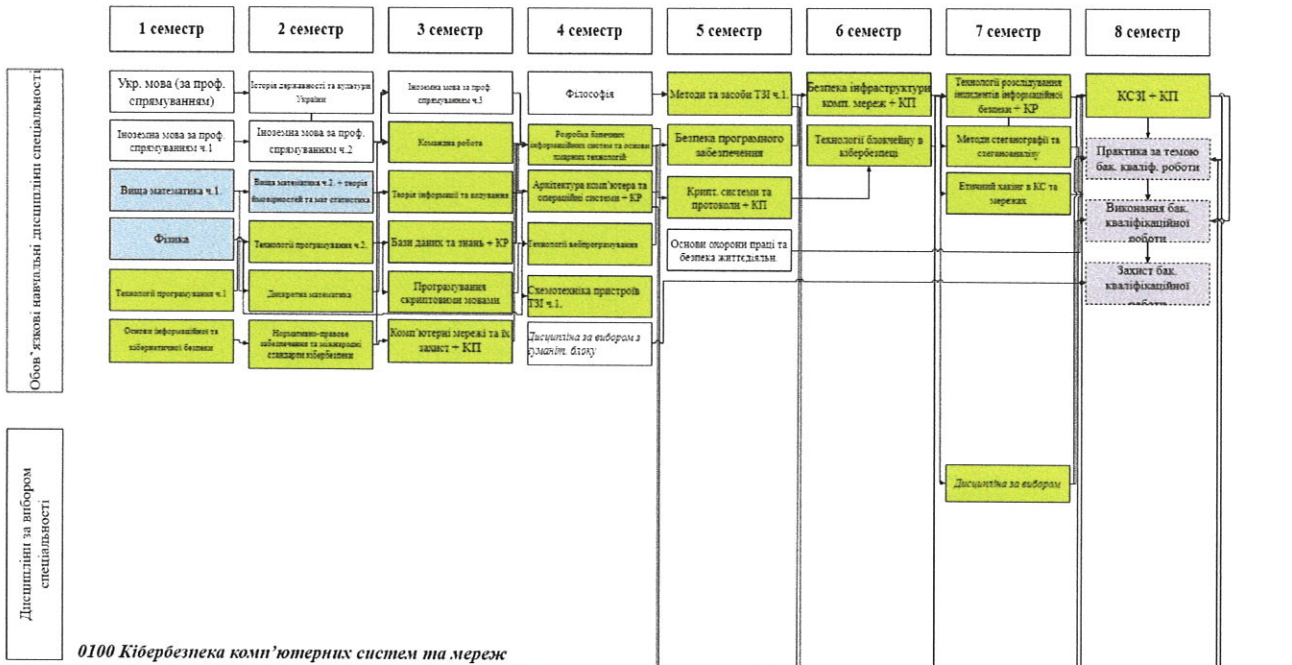 1 семестр
2 семестр
3 семестр
4 семестр
5 семестр
6 семестр
7 семестр
8 семестр
Обов`язкові навчальні дисципліни спеціальності
Укр. мова (за проф.
спрямуванням)
Іноземна мова за проф.
спрямуванням ч.1
Вища математика ч.1.
Фізика
Технології програмування ч.1
Основи інформаційної та
кібернетичної безпеки
Історія державності та культури
України
Іноземна мова за проф.
спрямуванням ч.2
Вища математика ч.2. + теорія
ймовірностей та мат статистика
Технології програмування ч.2.
Дискретна математика
Нормативно-правове
забезпечення та міжнародні
стандарти кібербезпеки
Іноземна мова за проф.
спрямуванням ч.3
Командна робота
Теорія інформації та кодування
Бази даних та знань + КР
Програмування
скриптовими мовами
Комп’ютерні мережі та їх
захист + КП
Філософія
Розробка безпечних
інформаційних систем та основи
хмарних технологій
Архітектура комп’ютера та
операційні системи + КР
Технології вебпрограмування
Схемотехніка пристроїв
ТЗІ ч.1.
Дисципліна за вибором з
гуманіт. блоку
Методи та засоби ТЗІ ч.1.
Безпека програмного
забезпечення
Крипт. системи та
протоколи + КП
Основи охорони праці та
безпека життєдіяльн.
Безпека інфраструктури
комп. мереж + КП
Технології блокчейну в
кібербезпеці
Технології розслідування
інцидентів інформаційної
безпеки + КР
Методи стеганографії та
стегоаналізу
Етичний хакінг в КС та
мережах
Дисципліна за вибором
КСЗІ + КП
Практика за темою
бак. кваліф. роботи
Виконання бак.
кваліфікаційної
роботи
Захист бак.
кваліфікаційної
Дисципліни за вибором
спеціальності
0100 Кібербезпека комп’ютерних систем та мереж